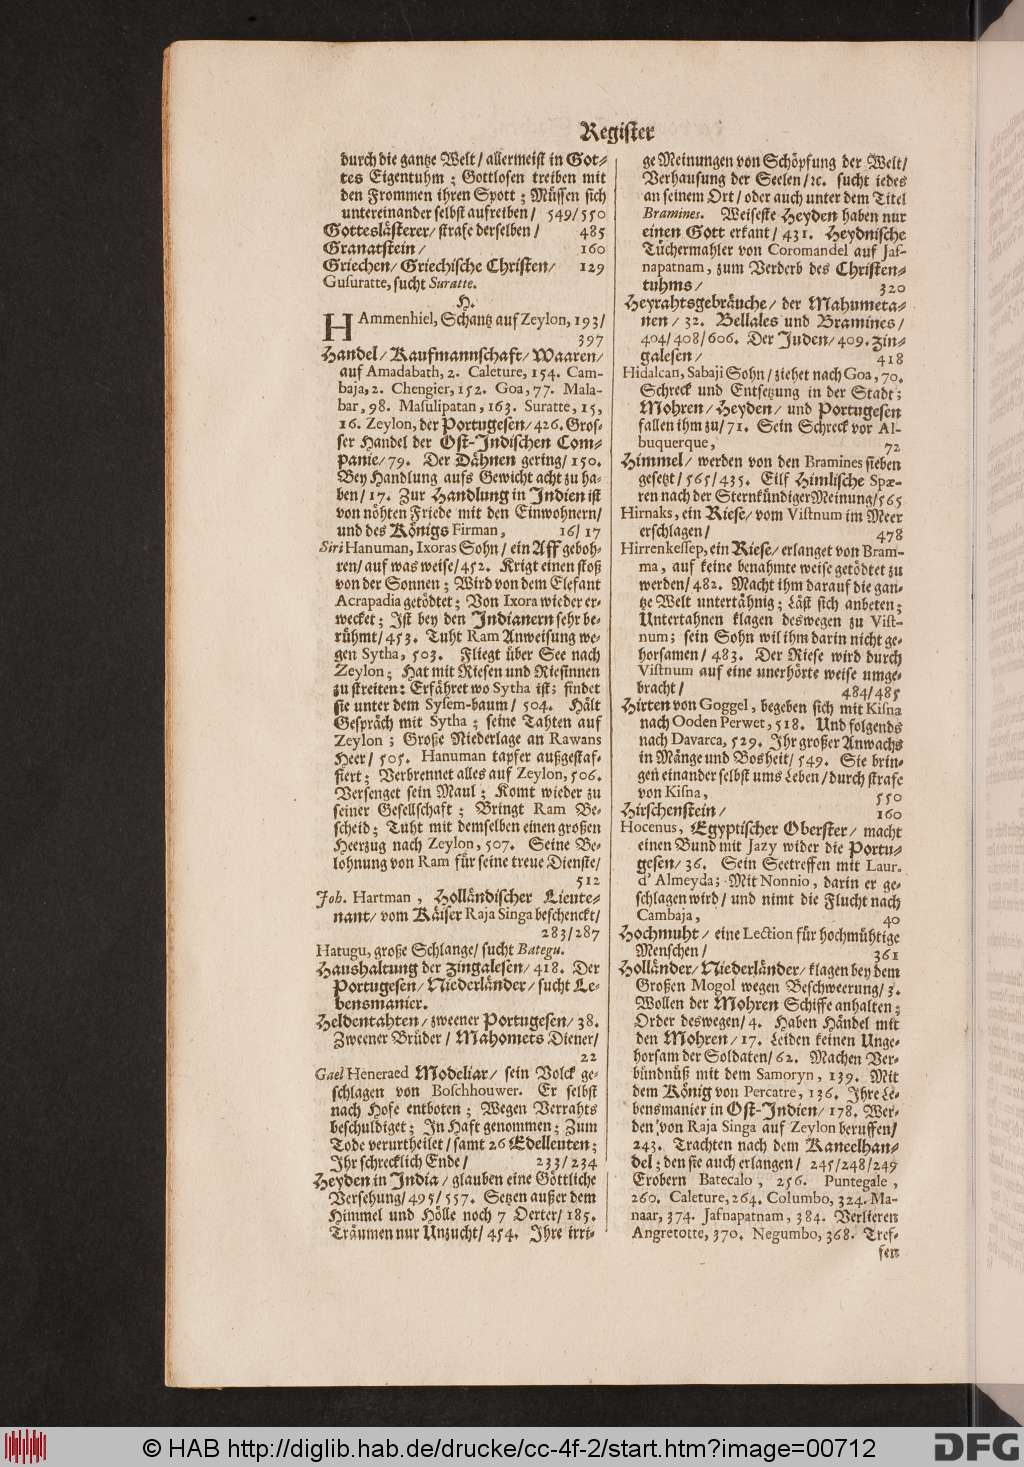 Register
durch die gantze Welt / allermeist in Got-
tes Eigentuhm ; Gottlosen treiben mit
den Frommen ihren Spott ; Müssen sich
untereinander selbst aufreiben / 549/550
Gotteslästerer / strafe derselben / 485
Granatstein / 160
Griechen / Griechische Christen / 129
Gusuratte, sucht Suratte.
H.
HAmmenhiel, Schantz auf Zeylon, 193/
397
Handel / Kaufmannschaft / Waaren /
auf Amadabath, 2. Caleture, 154. Cam-
baja, 2. Chengier, 152. Goa, 77. Mala-
bar, 98. Masulipatan, 163. Suratte, 15,
16. Zeylon, der Portugesen / 426. Gros-
ser Handel der Ost-Indischen Com-
panie / 79. Der Dähnen gering / 150.
Bey Handlung aufs Gewicht acht zu ha-
ben / 17. Zur Handlung in Indien ist
von nöhten Friede mit den Einwohnern /
und des Königs Firman, 16/17
Siri Hanuman, Ixoras Sohn / ein Aff geboh-
ren / auf was weise / 452. Krigt einen stoß
von der Sonnen ; Wird von dem Elefant
Acrapadia getödtet ; Von Ixora wieder er-
wecket ; Ist bey den Indianern sehr be-
rühmt / 453. Tuht Ram Anweisung we-
gen Sytha, 503. Fliegt über See nach
Zeylon ; Hat mit Riesen und Riesinnen
zu streiten : Erfähret wo Sytha ist ; findet
sie unter dem Sysem-baum / 504. Hält
Gespräch mit Sytha ; seine Tahten auf
Zeylon ; Große Niederlage an Rawans
Heer / 505. Hanuman tapfer außgestaf-
fiert ; Verbrennet alles auf Zeylon, 506.
Versenget sein Maul ; Komt wieder zu
seiner Gesellschaft ; Bringt Ram Be-
scheid ; Tuht mit demselben einen großen
Heerzug nach Zeylon, 507. Seine Be-
lohnung von Ram für seine treue Dienste /
512
Joh. Hartman, Holländischer Lieute-
nant / vom Käiser Raja Singa beschenckt /
283/287
Hatugu, große Schlange / sucht Bategu.
Haushaltung der Zingalesen / 418. Der
Portugesen / Niederländer / sucht Le-
bensmanier.
Heldentahten / zweener Portugesen / 38.
Zweener Brüder / Mahomets Diener /
22
Gael Heneraed Modeliar / sein Volck ge-
schlagen von Boschhouwer. Er selbst
nach Hofe entboten ; Wegen Verrahts
beschuldiget ; In Haft genommen ; Zum
Tode verurtheilet / samt 26 Edelleuten ;
Ihr schrecklich Ende / 233/234
Heyden in India / glauben eine Göttliche
Versehung / 495/557. Setzen außer dem
Himmel und Hölle noch 7 Oerter / 185.
Träumen nur Unzucht / 454. Ihre irri-
ge Meinungen von Schöpfung der Welt /
Verhausung der Seelen / ꝛc. sucht iedes
an seinem Ort / oder auch unter dem Titel
Bramines. Weiseste Heyden haben nur
einen Gott erkant / 431. Heydnische
Tüchermahler von Coromandel auf Jaf-
napatnam, zum Verderb des Christen-
tuhms / 320
Heyrahtsgebräuche / der Mahumeta-
nen / 32. Bellales und Bramines /
404/408/606. Der Juden / 409. Zin-
galesen / 418
Hidalcan, Sabaji Sohn / ziehet nach Goa, 70.
Schreck und Entsetzung in der Stadt ;
Mohren / Heyden / und Portugesen
fallen ihm zu / 71. Sein Schreck vor Al-
buquerque, 72
Himmel / werden von den Bramines sieben
gesetzt / 565/435. Eilf Himlische Spæ-
ren nach der Sternkündiger Meinung / 565
Hirnaks, ein Riese / vom Vistnum im Meer
erschlagen / 478
Hirrenkessep, ein Riese / erlanget von Bram-
ma, auf keine benahmte weise getödtet zu
werden / 482. Macht ihm darauf die gan-
tze Welt untertähnig ; Läst sich anbeten ;
Untertahnen klagen deswegen zu Vist-
num ; sein Sohn wil ihm darin nicht ge-
horsamen / 483. Der Riese wird durch
Vistnum auf eine unerhörte weise umge-
bracht / 484/485
Hirten von Goggel, begeben sich mit Kisna
nach Ooden Perwet, 518. Und folgends
nach Davarca, 529. Ihr großer Anwachs
in Mänge und Bosheit / 549. Sie brin-
gen einander selbst ums Leben / durch strafe
von Kisna, 550
Hirschenstein / 160
Hocenus, Egyptischer Oberster / macht
einen Bund mit Jazy wider die Portu-
gesen / 36. Sein Seetreffen mit Laur.
d' Almeyda ; Mit Nonnio, darin er ge-
schlagen wird / und nimt die Flucht nach
Cambaja, 40
Hochmuht / eine Lection für hochmühtige
Menschen / 361
Holländer / Niederländer / klagen bey dem
Großen Mogol wegen Beschweerung / 3.
Wollen der Mohren Schiffe anhalten ;
Order deswegen / 4. Haben Händel mit
den Mohren / 17. Leiden keinen Unge-
horsam der Soldaten / 62. Machen Ver-
bündnüß mit dem Samoryn, 139. Mit
dem König von Percatre, 136. Ihre Le-
bensmanier in Ost-Indien / 178. Wer-
den von Raja Singa auf Zeylon beruffen /
243. Trachten nach dem Kaneelhan-
del ; den sie auch erlangen / 245/248/249
Erobern Batecalo, 256. Puntegale,
260. Caleture, 264. Columbo, 324. Ma-
naar, 374. Jafnapatnam, 384. Verlieren
Angretotte, 370. Negumbo, 368. Tref-
fen
© HAB http://diglib.hab.de/drucke/cc-4f-2/start.htm?image=00712
DFG